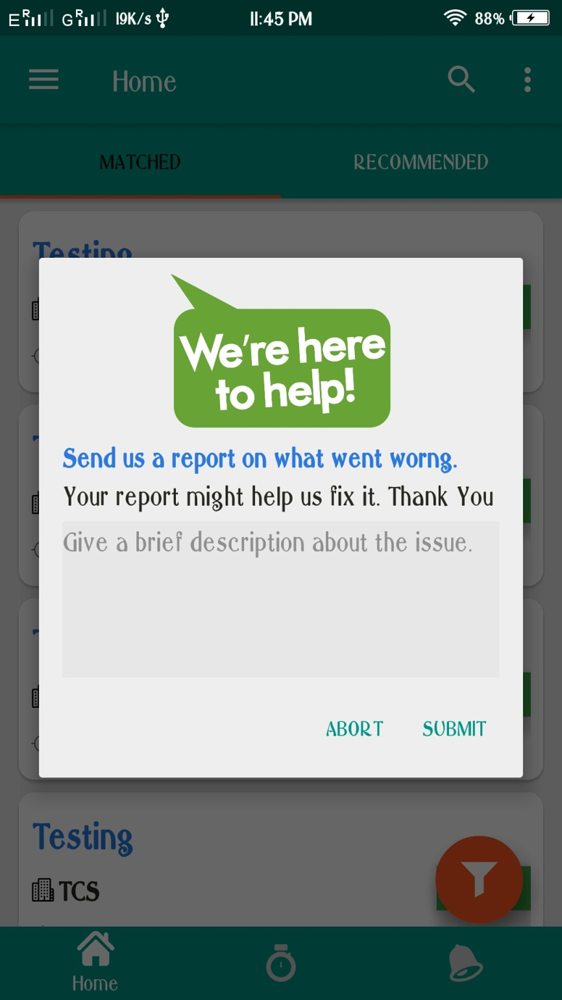 E R G R 19K/s 11:45 PM 88%
Home
MATCHED RECOMMENDED
Testing
We're here
to help!
Send us a report on what went worng.
Your report might help us fix it. Thank You
Give a brief description about the issue.
ABORT SUBMIT
Testing
TCS
Home